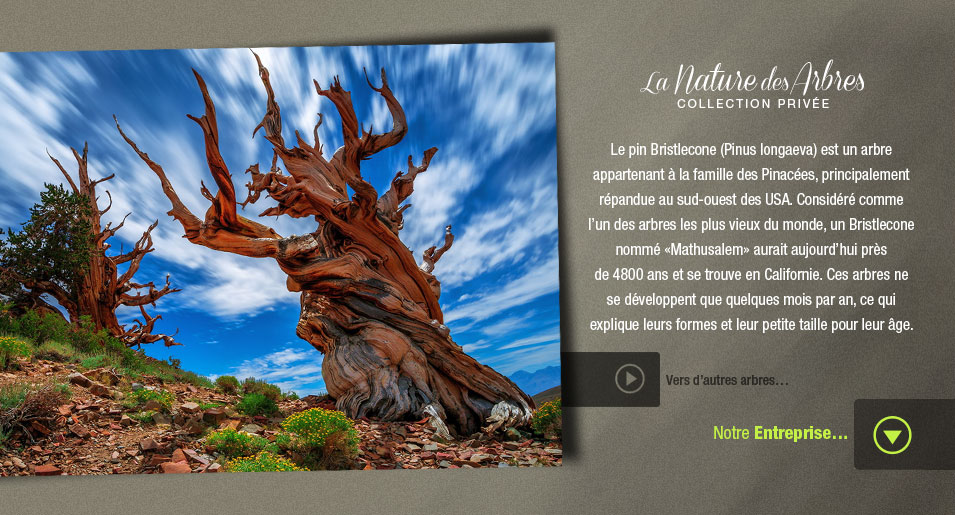 La Nature des Arbres
COLLECTION PRIVÉE
Le pin Bristlecone (Pinus longaeva) est un arbre
appartenant à la famille des Pinacées, principalement
répandue au sud-ouest des USA. Considéré comme
l'un des arbres les plus vieux du monde, un Bristlecone
nommé «Mathusalem» aurait aujourd'hui près
de 4800 ans et se trouve en Californie. Ces arbres ne
se développent que quelques mois par an, ce qui
explique leurs formes et leur petite taille pour leur âge.
Vers d'autres arbres...
Notre Entreprise...